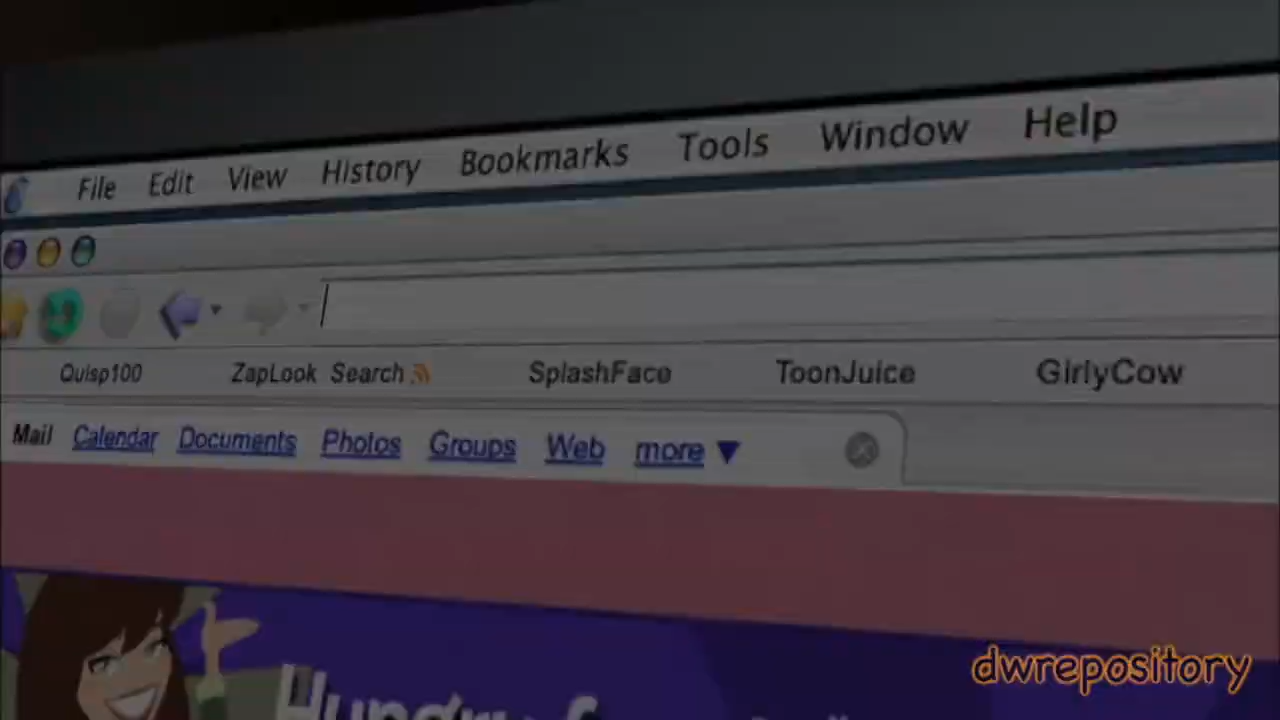 File Edit View History Bookmarks Tools Window Help
Quisp100 ZapLook Search SplashFace ToonJuice GirlyCow
Mail Calendar Documents Photos Groups Web more
Hungry f
dwrepository